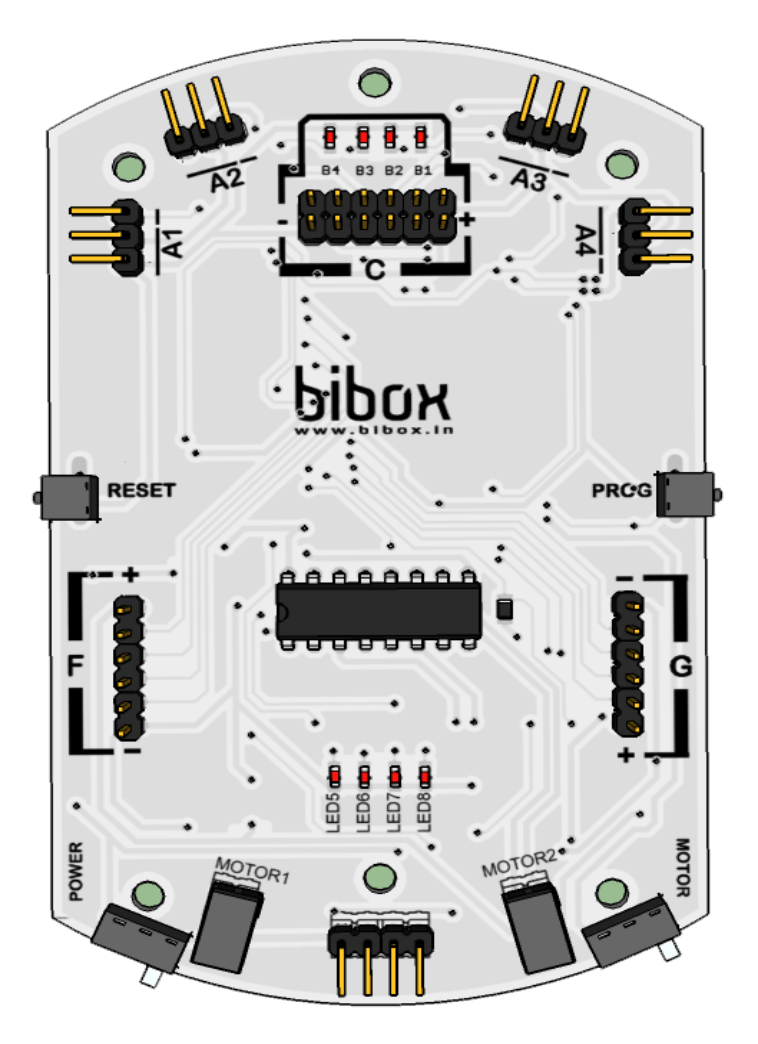 B4 B3 B2 B1
A2
A3
- +
A1
A4
C
bibox
www.bibox.in
RESET
PROG
+
-
F
G
-
+
LED5
LED6
LED7
LED8
POWER
MOTOR1
MOTOR2
MOTOR